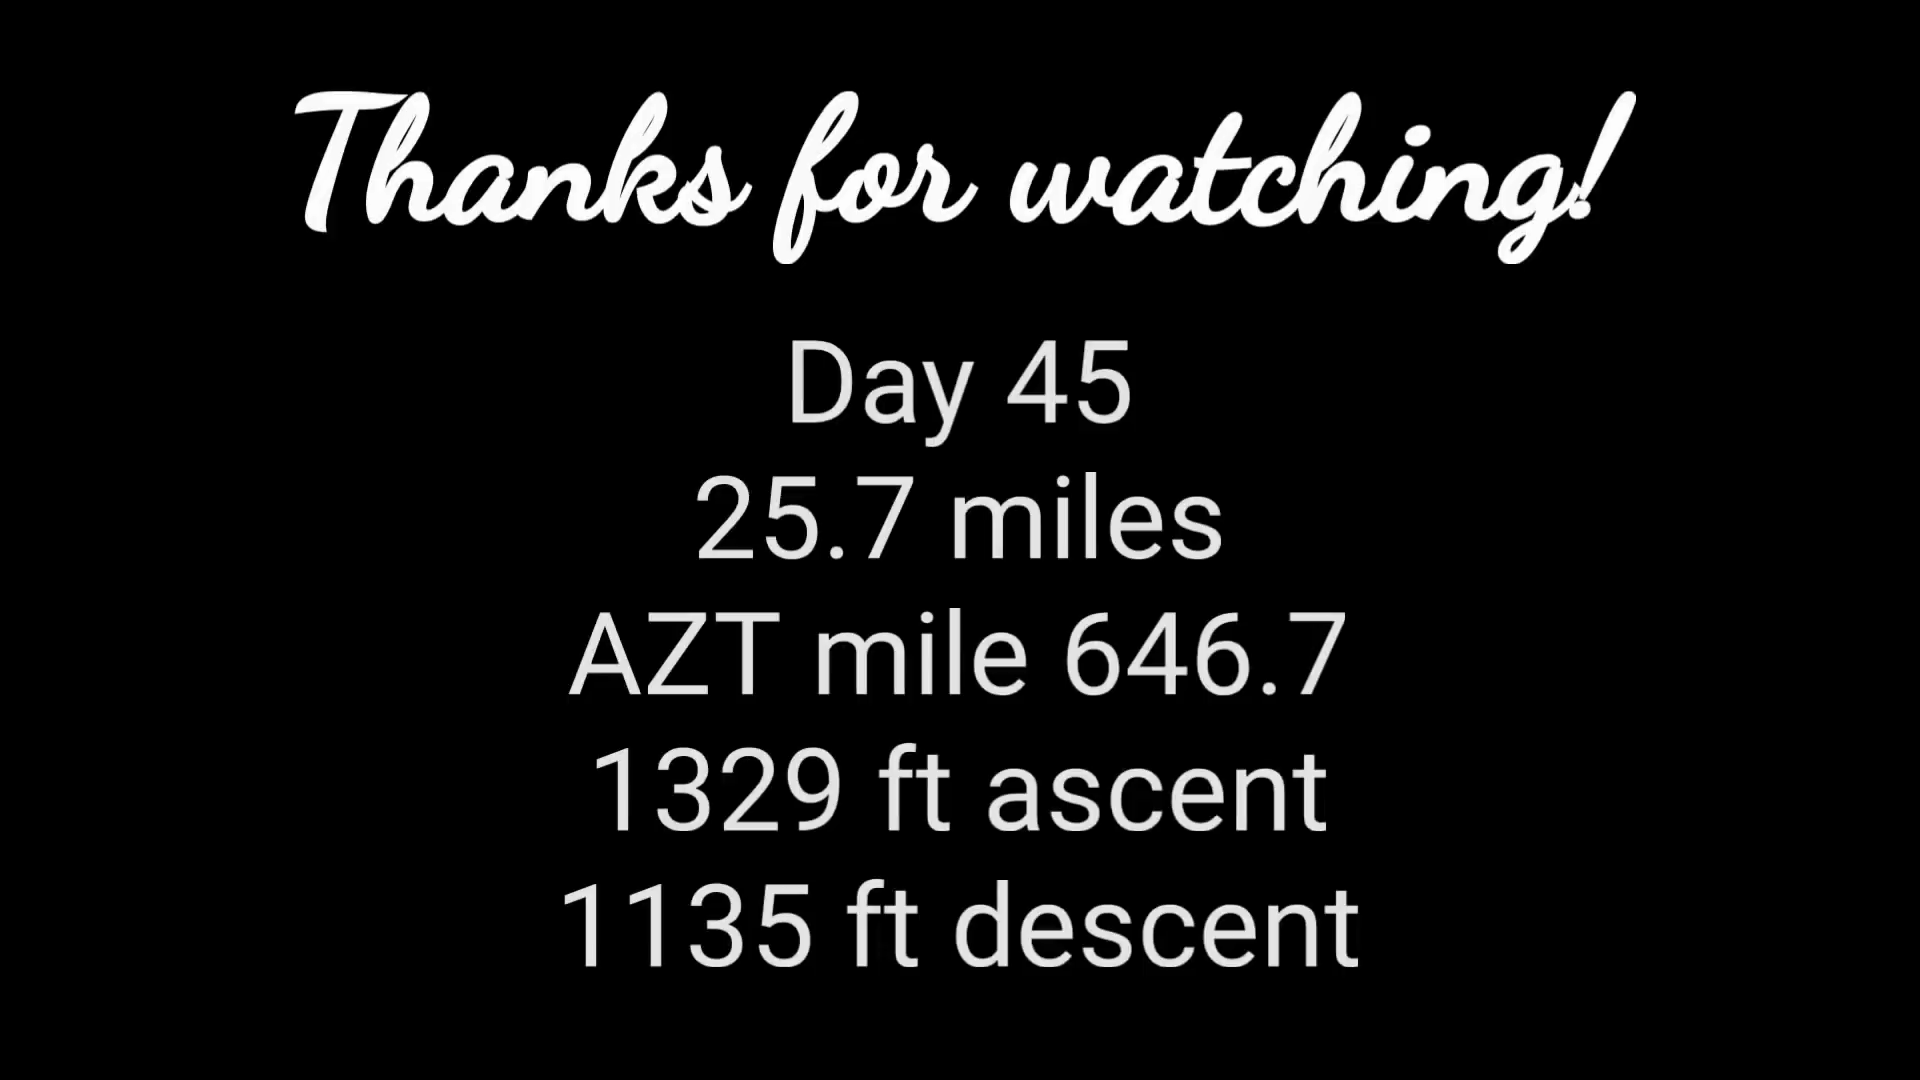 Thanks for watching!
Day 45
25.7 miles
AZT mile 646.7
1329 ft ascent
1135 ft descent